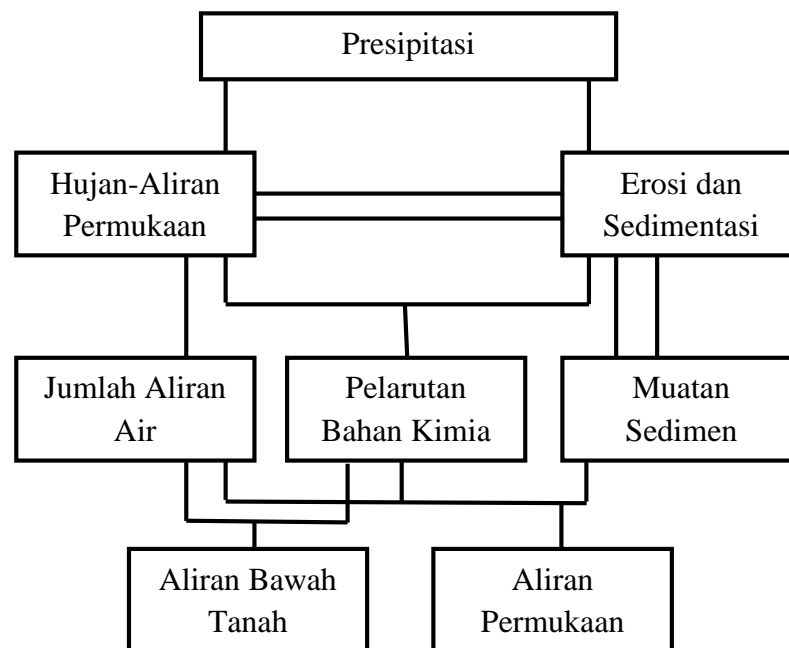 Presipitasi
Hujan-Aliran
Permukaan
Erosi dan
Sedimentasi
Jumlah Aliran
Air
Pelarutan
Bahan Kimia
Muatan
Sedimen
Aliran Bawah
Tanah
Aliran
Permukaan